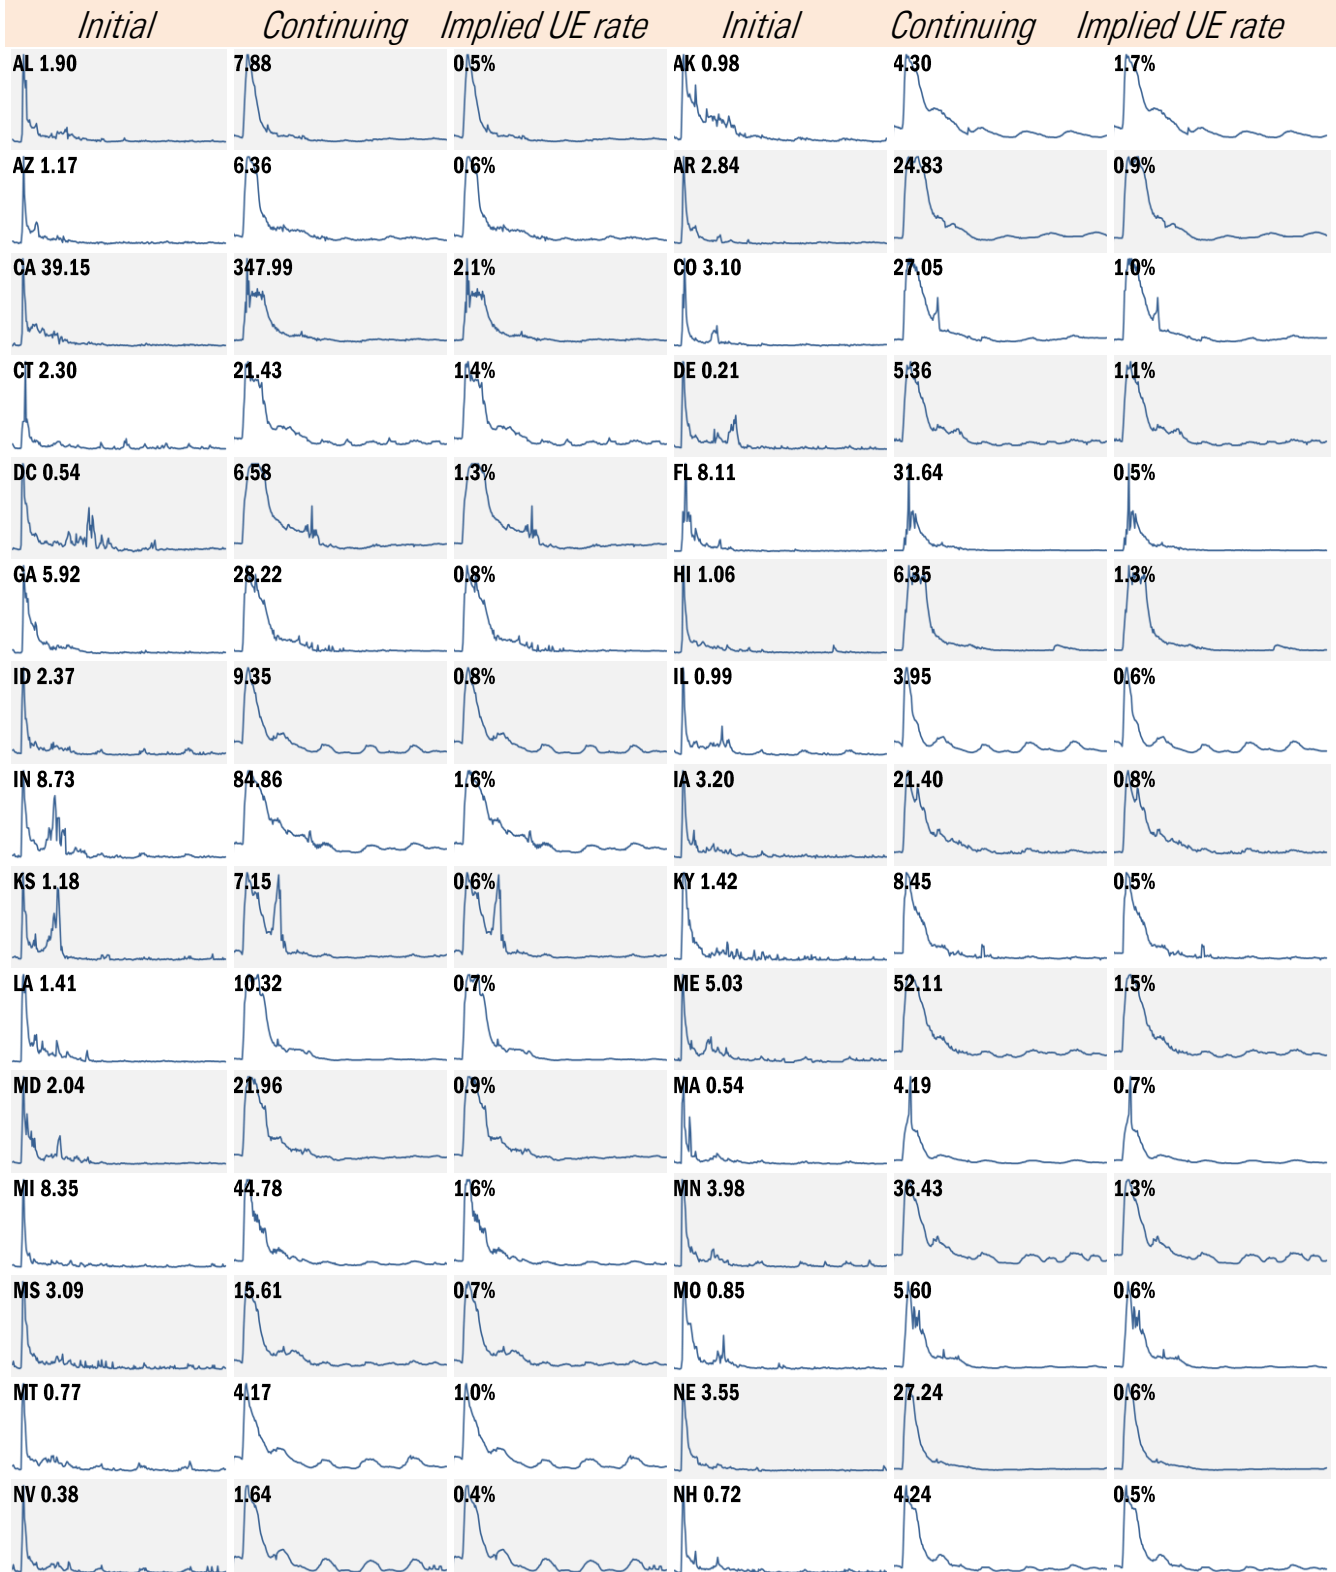 Initial Continuing Implied UE rate Initial Continuing Implied UE rate
AL 1.90 7.88 0.5% AK 0.98 4.30 1.7%
AZ 1.17 6.36 0.6% AR 2.84 24.83 0.9%
CA 39.15 347.99 2.1% CO 3.10 27.05 1.0%
CT 2.30 21.43 1.4% DE 0.21 5.36 1.1%
DC 0.54 6.58 1.3% FL 8.11 31.64 0.5%
GA 5.92 28.22 0.8% HI 1.06 6.35 1.3%
ID 2.37 9.35 0.8% IL 0.99 3.95 0.6%
IN 8.73 84.86 1.6% IA 3.20 21.40 0.8%
KS 1.18 7.15 0.6% KY 1.42 8.45 0.5%
LA 1.41 10.32 0.7% ME 5.03 52.11 1.5%
MD 2.04 21.96 0.9% MA 0.54 4.19 0.7%
MI 8.35 44.78 1.6% MN 3.98 36.43 1.3%
MS 3.09 15.61 0.7% MO 0.85 5.60 0.6%
MT 0.77 4.17 1.0% NE 3.55 27.24 0.6%
NV 0.38 1.64 0.4% NH 0.72 4.24 0.5%